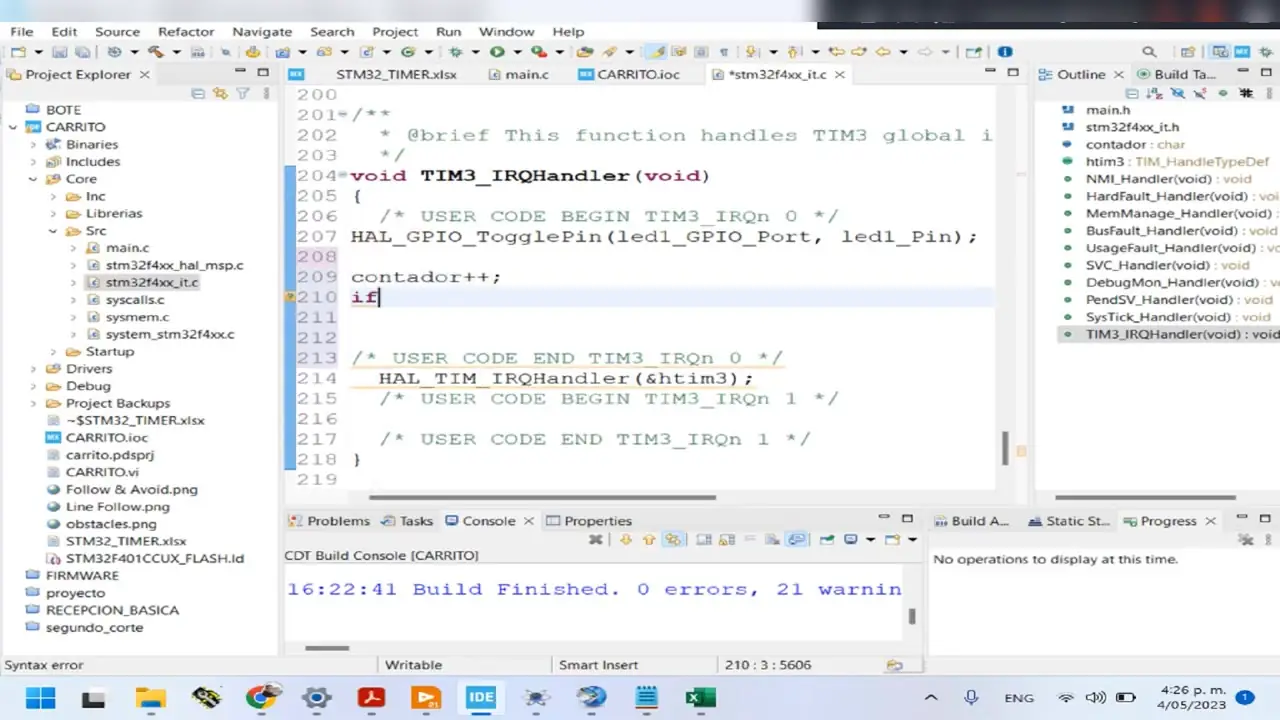 File Edit Source Refactor Navigate Search Project Run Window Help
Project Explorer
BOTE
CARRITO
Binaries
Includes
Core
Inc
Librerias
Src
main.c
stm32f4xx_hal_msp.c
stm32f4xx_it.c
syscalls.c
sysmem.c
system_stm32f4xx.c
Startup
Drivers
Debug
Project Backups
~$STM32_TIMER.xlsx
CARRITO.ioc
carrito.pdsprj
CARRITO.vi
Follow & Avoid.png
Line Follow.png
obstacles.png
STM32_TIMER.xlsx
STM32F401CCUX_FLASH.ld
FIRMWARE
proyecto
RECEPCION_BASICA
segundo_corte
STM32_TIMER.xlsx main.c CARRITO.ioc *stm32f4xx_it.c
200
201 /**
202 * @brief This function handles TIM3 global i
203 */
204 void TIM3_IRQHandler(void)
205 {
206 /* USER CODE BEGIN TIM3_IRQn 0 */
207 HAL_GPIO_TogglePin(led1_GPIO_Port, led1_Pin);
208
209 contador++;
210 if
211
212
213 /* USER CODE END TIM3_IRQn 0 */
214 HAL_TIM_IRQHandler(&htim3);
215 /* USER CODE BEGIN TIM3_IRQn 1 */
216
217 /* USER CODE END TIM3_IRQn 1 */
218 }
219
Outline Build Ta...
main.h
stm32f4xx_it.h
contador : char
htim3 : TIM_HandleTypeDef
NMI_Handler(void) : void
HardFault_Handler(void) : vo
MemManage_Handler(void) :
BusFault_Handler(void) : void
UsageFault_Handler(void) : vo
SVC_Handler(void) : void
DebugMon_Handler(void) : vo
PendSV_Handler(void) : void
SysTick_Handler(void) : void
TIM3_IRQHandler(void) : void
Problems Tasks Console Properties
CDT Build Console [CARRITO]
16:22:41 Build Finished. 0 errors, 21 warnin
Build A... Static St... Progress
No operations to display at this time.
Syntax error Writable Smart Insert 210 : 3 : 5606
IDE ENG 4:26 p. m.
4/05/2023 1